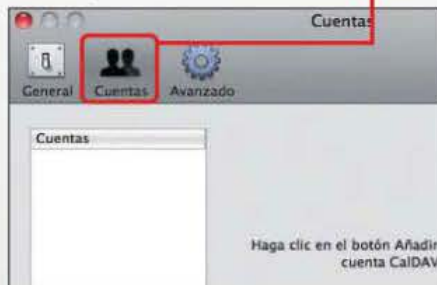 Cuentas
General Cuentas Avanzado
Cuentas
Haga clic en el botón Añadir
cuenta CalDAV